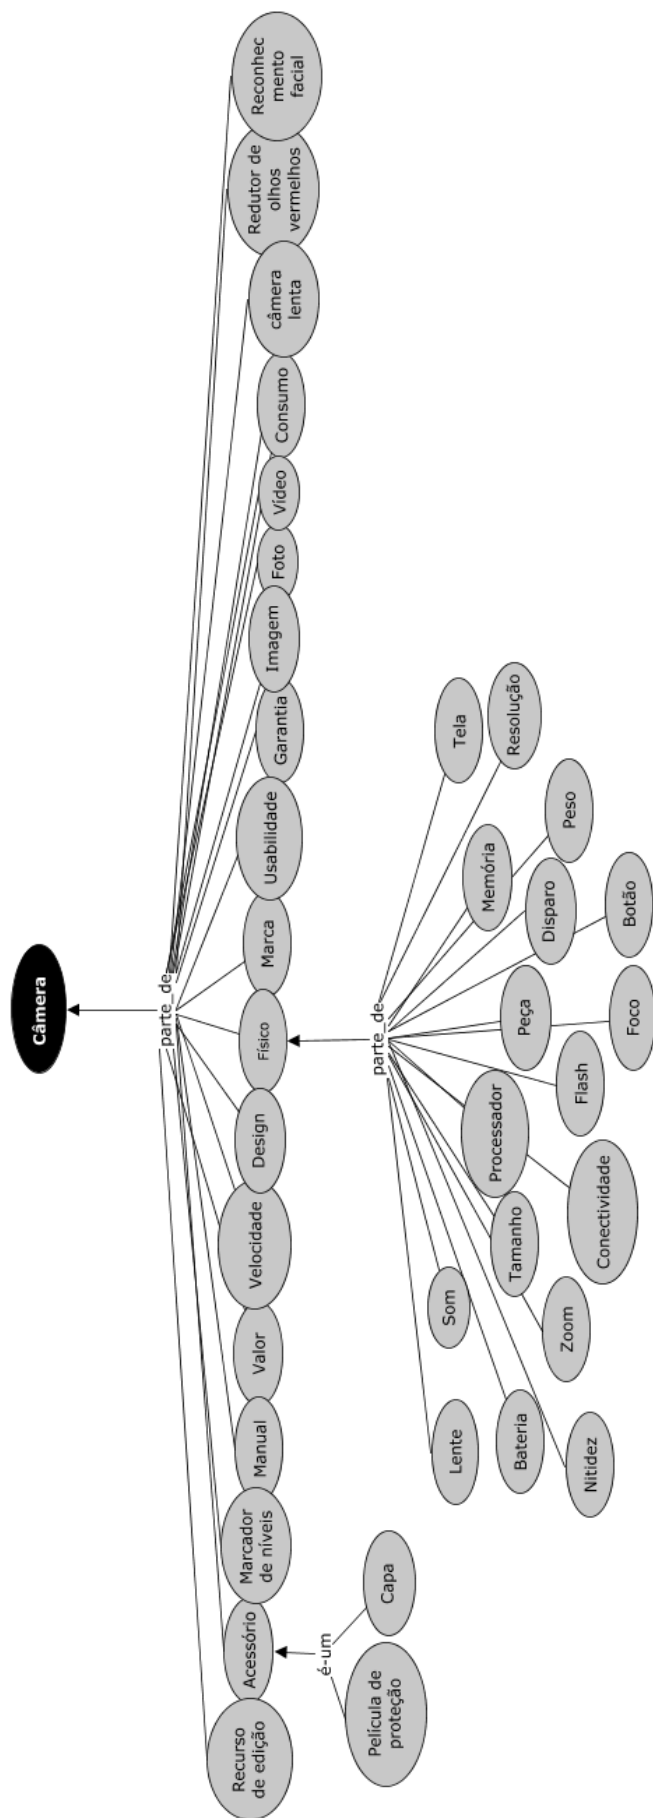 Câmera
parte_de
Recurso
de edição
Acessório
Marcador
de níveis
Manual
Valor
Velocidade
Design
Físico
Marca
Usabilidade
Garantia
Imagem
Foto
Vídeo
Consumo
câmera
lenta
Redutor de
olhos
vermelhos
Reconhec
mento
facial
é-um
Película de
proteção
Capa
parte_de
Lente
Bateria
Nitidez
Som
Tamanho
Zoom
Processador
Conectividade
Flash
Peça
Foco
Memória
Disparo
Botão
Peso
Tela
Resolução